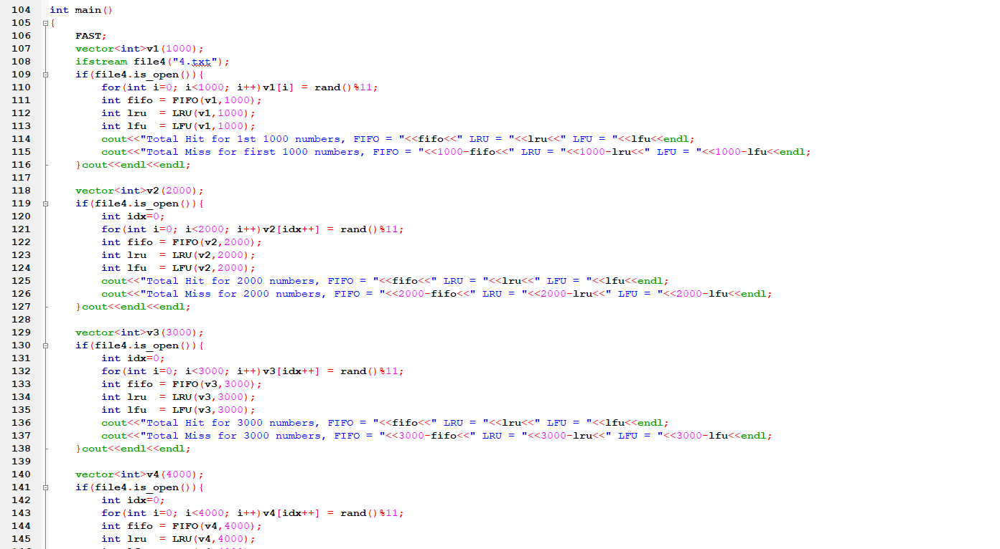 104 int main()
105 {
106 FAST;
107 vector<int>v1(1000);
108 ifstream file4("4.txt");
109 if(file4.is_open()){
110 for(int i=0; i<1000; i++)v1[i] = rand()%11;
111 int fifo = FIFO(v1,1000);
112 int lru  = LRU(v1,1000);
113 int lfu  = LFU(v1,1000);
114 cout<<"Total Hit for 1st 1000 numbers, FIFO = "<<fifo<<" LRU = "<<lru<<" LFU = "<<lfu<<endl;
115 cout<<"Total Miss for first 1000 numbers, FIFO = "<<1000-fifo<<" LRU = "<<1000-lru<<" LFU = "<<1000-lfu<<endl;
116 }cout<<endl<<endl;
117
118 vector<int>v2(2000);
119 if(file4.is_open()){
120 int idx=0;
121 for(int i=0; i<2000; i++)v2[idx++] = rand()%11;
122 int fifo = FIFO(v2,2000);
123 int lru  = LRU(v2,2000);
124 int lfu  = LFU(v2,2000);
125 cout<<"Total Hit for 2000 numbers, FIFO = "<<fifo<<" LRU = "<<lru<<" LFU = "<<lfu<<endl;
126 cout<<"Total Miss for 2000 numbers, FIFO = "<<2000-fifo<<" LRU = "<<2000-lru<<" LFU = "<<2000-lfu<<endl;
127 }cout<<endl<<endl;
128
129 vector<int>v3(3000);
130 if(file4.is_open()){
131 int idx=0;
132 for(int i=0; i<3000; i++)v3[idx++] = rand()%11;
133 int fifo = FIFO(v3,3000);
134 int lru  = LRU(v3,3000);
135 int lfu  = LFU(v3,3000);
136 cout<<"Total Hit for 3000 numbers, FIFO = "<<fifo<<" LRU = "<<lru<<" LFU = "<<lfu<<endl;
137 cout<<"Total Miss for 3000 numbers, FIFO = "<<3000-fifo<<" LRU = "<<3000-lru<<" LFU = "<<3000-lfu<<endl;
138 }cout<<endl<<endl;
139
140 vector<int>v4(4000);
141 if(file4.is_open()){
142 int idx=0;
143 for(int i=0; i<4000; i++)v4[idx++] = rand()%11;
144 int fifo = FIFO(v4,4000);
145 int lru  = LRU(v4,4000);